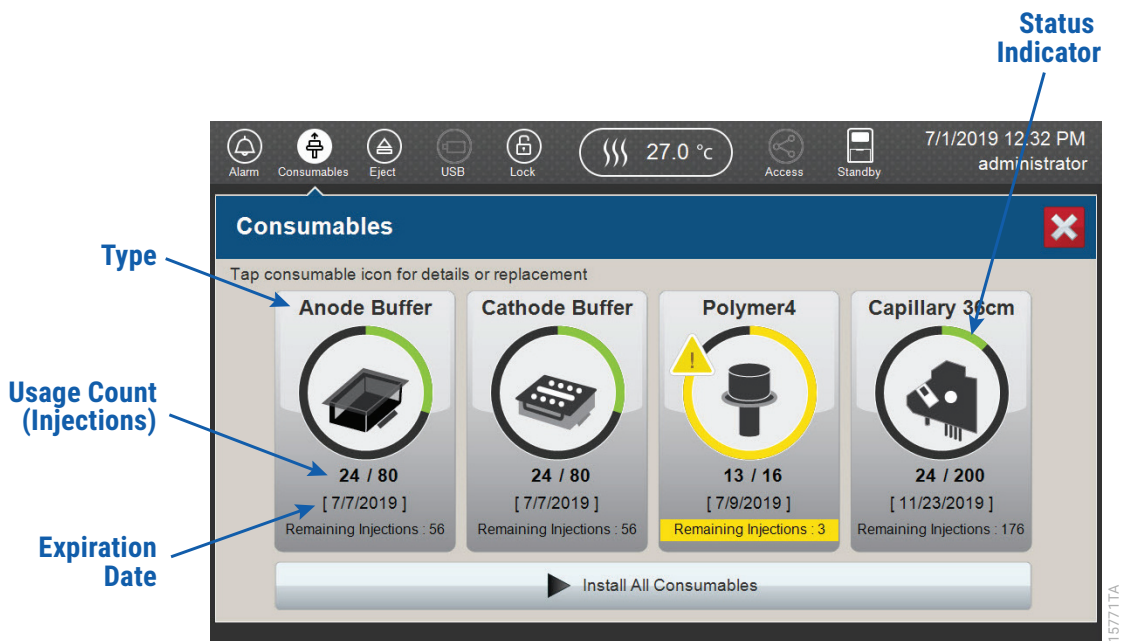 Status
Indicator
7/1/2019 12:32 PM
administrator
27.0 °c
Alarm
Consumables
Eject
USB
Lock
Access
Standby
Consumables
Type
Tap consumable icon for details or replacement
Anode Buffer
Cathode Buffer
Polymer4
Capillary 36cm
!
Usage Count
(Injections)
24 / 80
24 / 80
13 / 16
24 / 200
[ 7/7/2019 ]
[ 7/7/2019 ]
[ 7/9/2019 ]
[ 11/23/2019 ]
Remaining Injections : 56
Remaining Injections : 56
Remaining Injections : 3
Remaining Injections : 176
Expiration
Date
Install All Consumables
15771TA